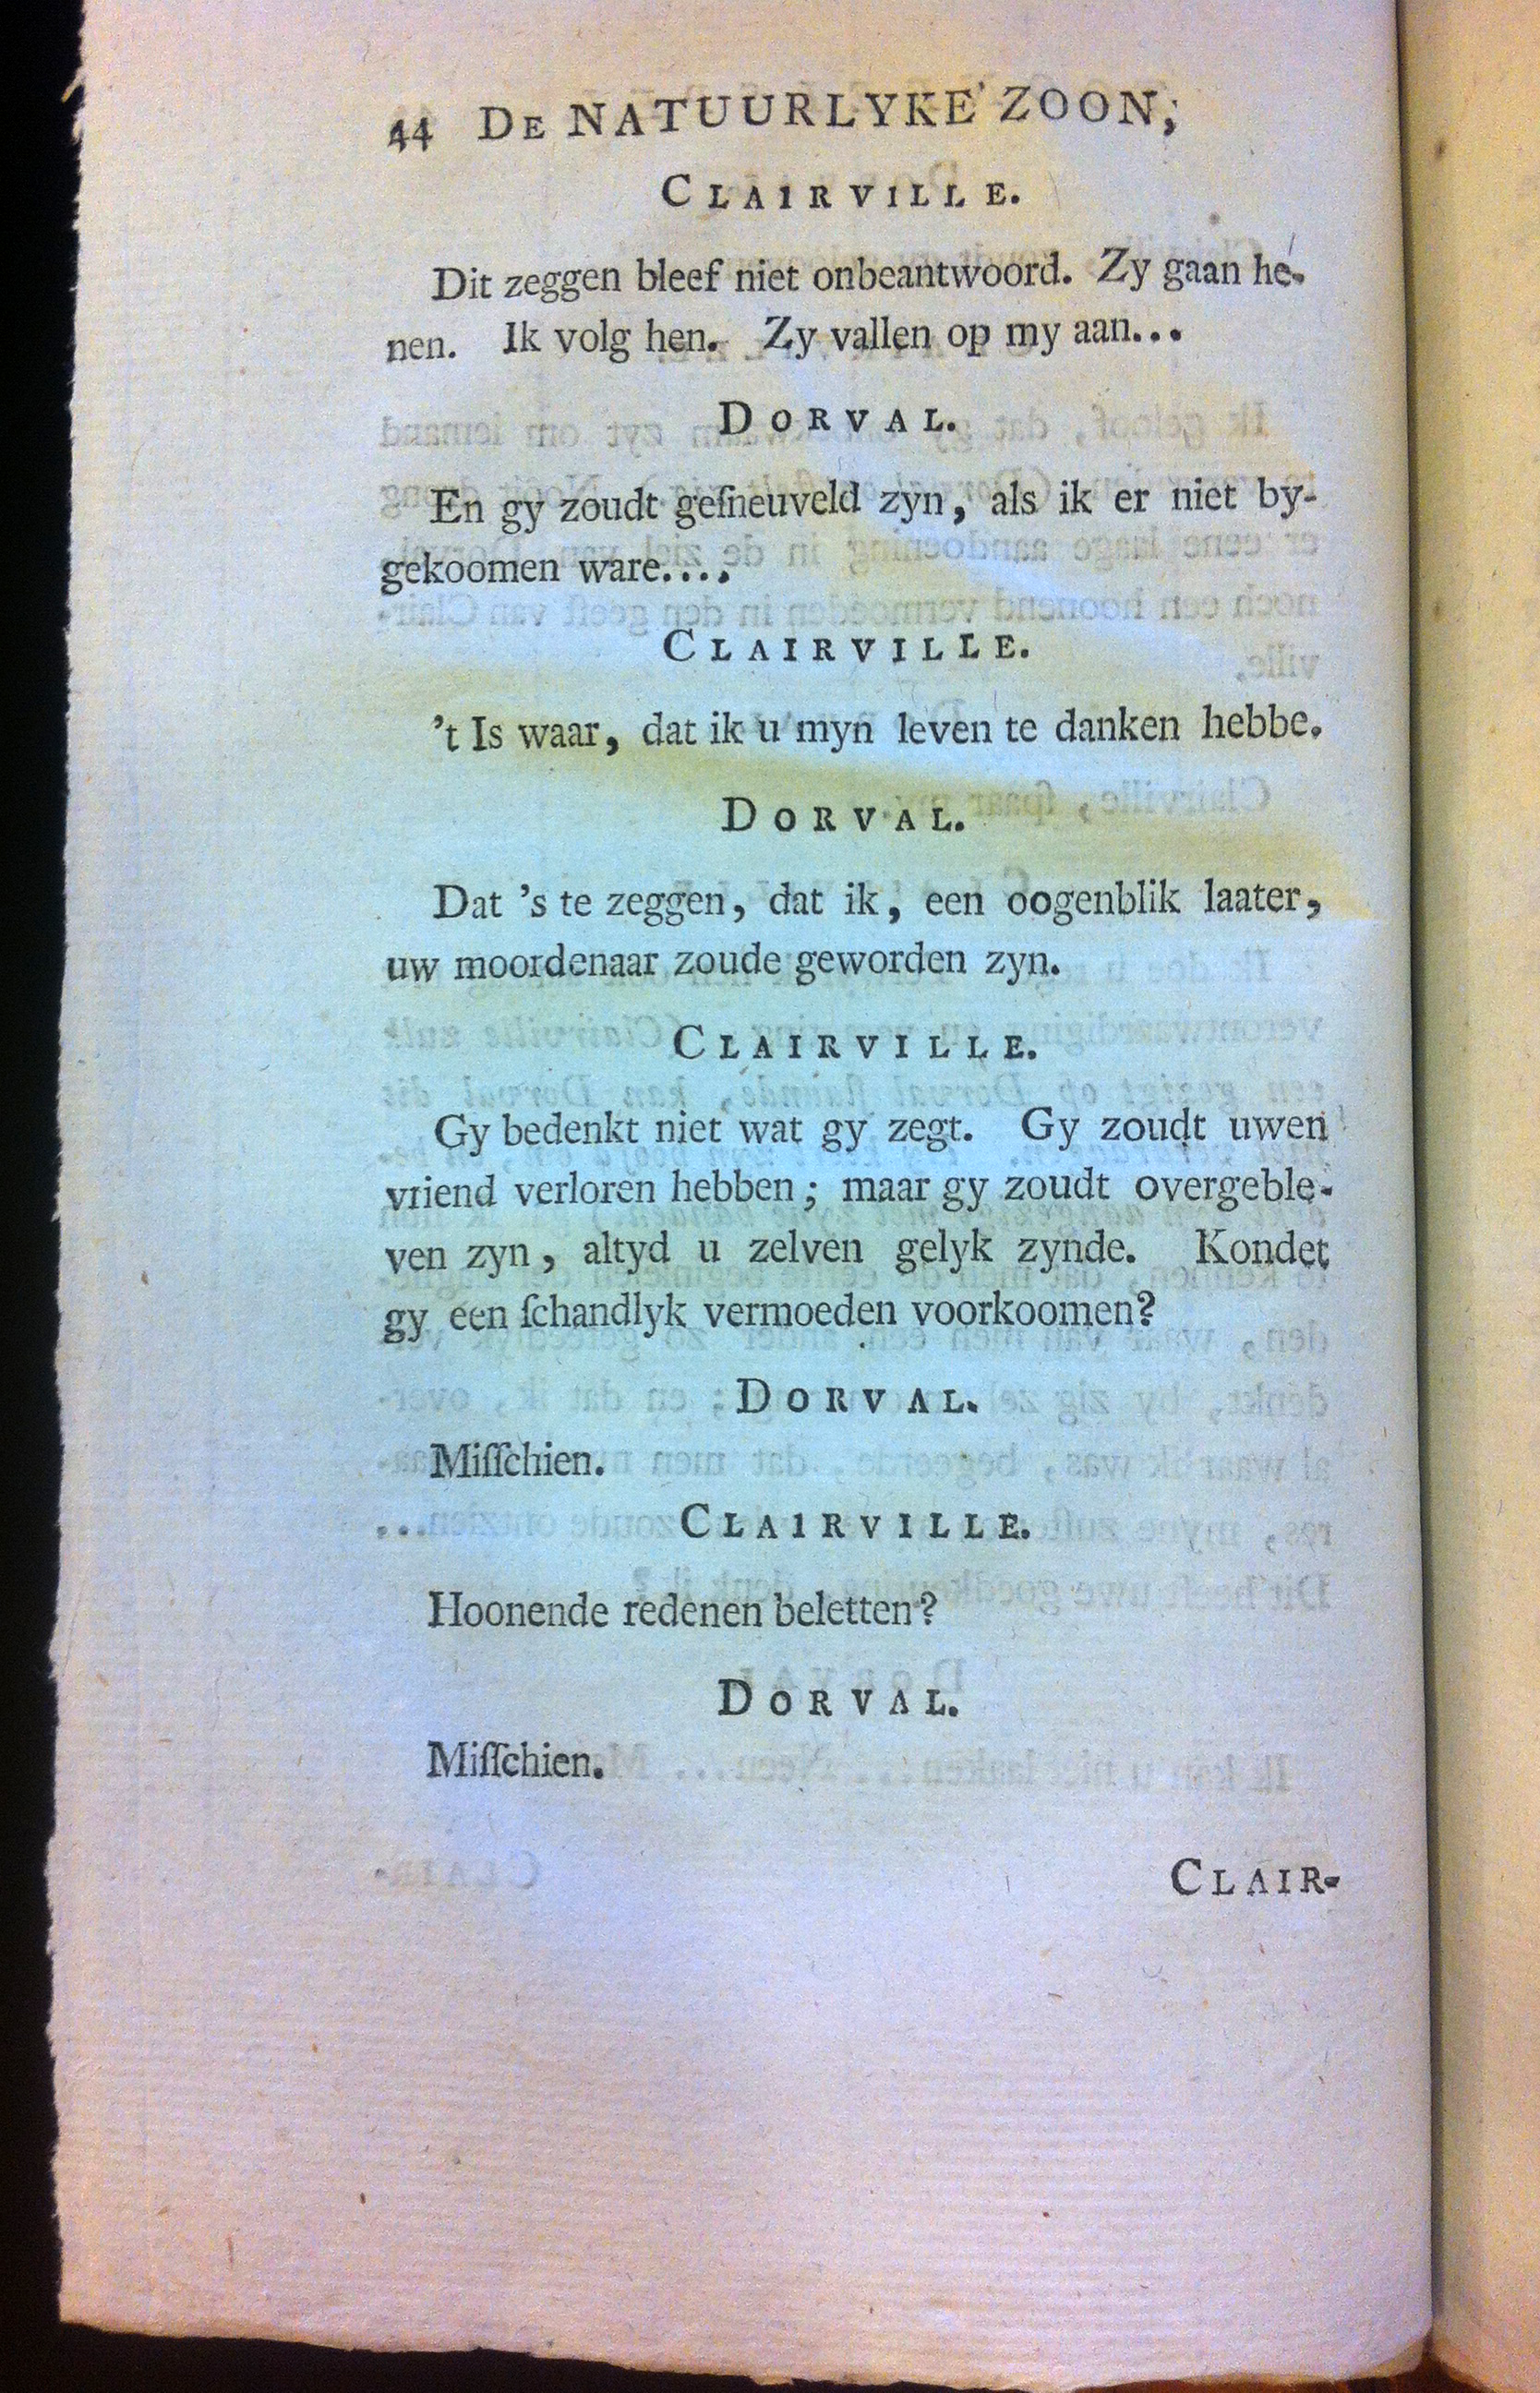 44 DE NATUURLYKE ZOON,
CLAIRVILLE.
Dit zeggen bleef niet onbeantwoord. Zy gaan he-
nen. Ik volg hen. Zy vallen op my aan...
DORVAL.
En gy zoudt geſneuveld zyn, als ik er niet by-
gekoomen ware....
CLAIRVILLE.
't Is waar, dat ik u myn leven te danken hebbe.
DORVAL.
Dat 's te zeggen, dat ik, een oogenblik laater,
uw moordenaar zoude geworden zyn.
CLAIRVILLE.
Gy bedenkt niet wat gy zegt. Gy zoudt uwen
vriend verloren hebben; maar gy zoudt overgeble-
ven zyn, altyd u zelven gelyk zynde. Kondet
gy een ſchandlyk vermoeden voorkoomen?
DORVAL.
Miſſchien.
CLAIRVILLE.
Hoonende redenen beletten?
DORVAL.
Miſſchien.
CLAIR-